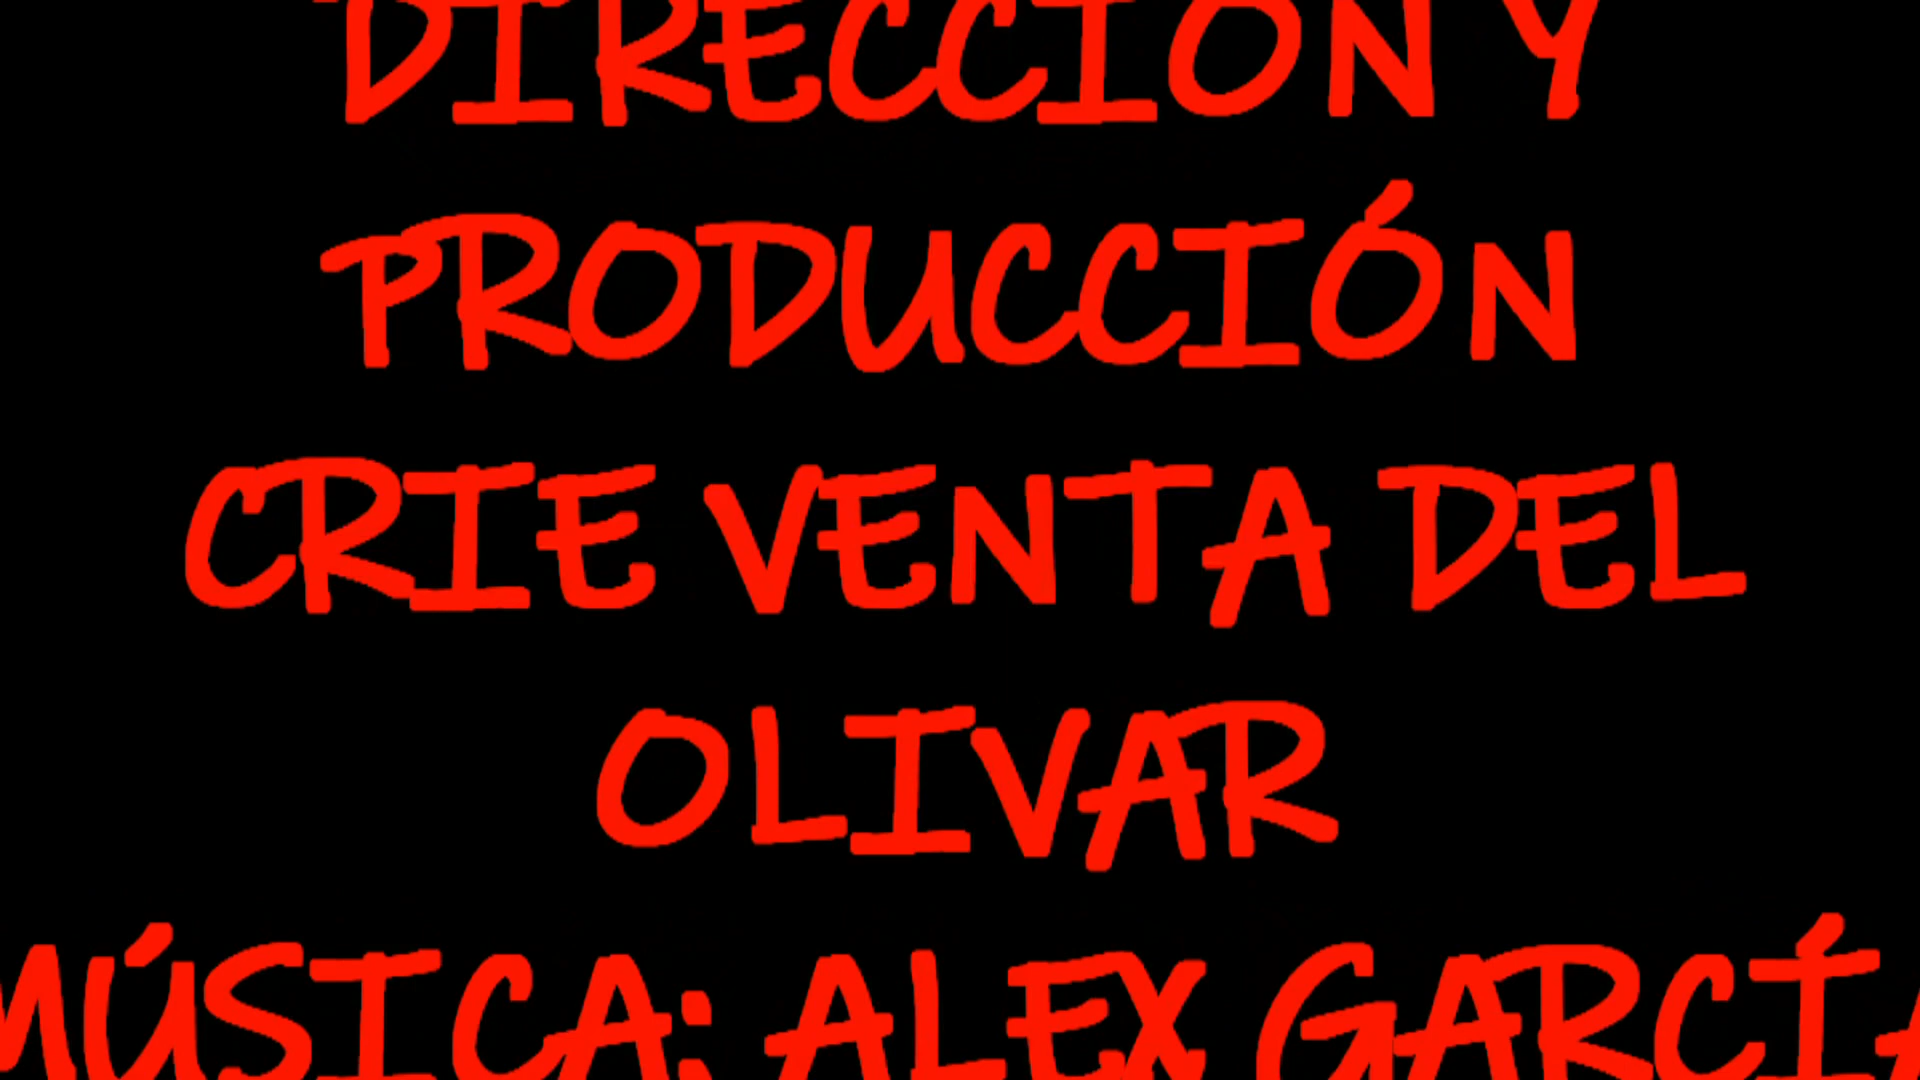 DIRECCIÓN Y
PRODUCCIÓN
CRIE VENTA DEL
OLIVAR
MÚSICA: ALEX GARCÍA